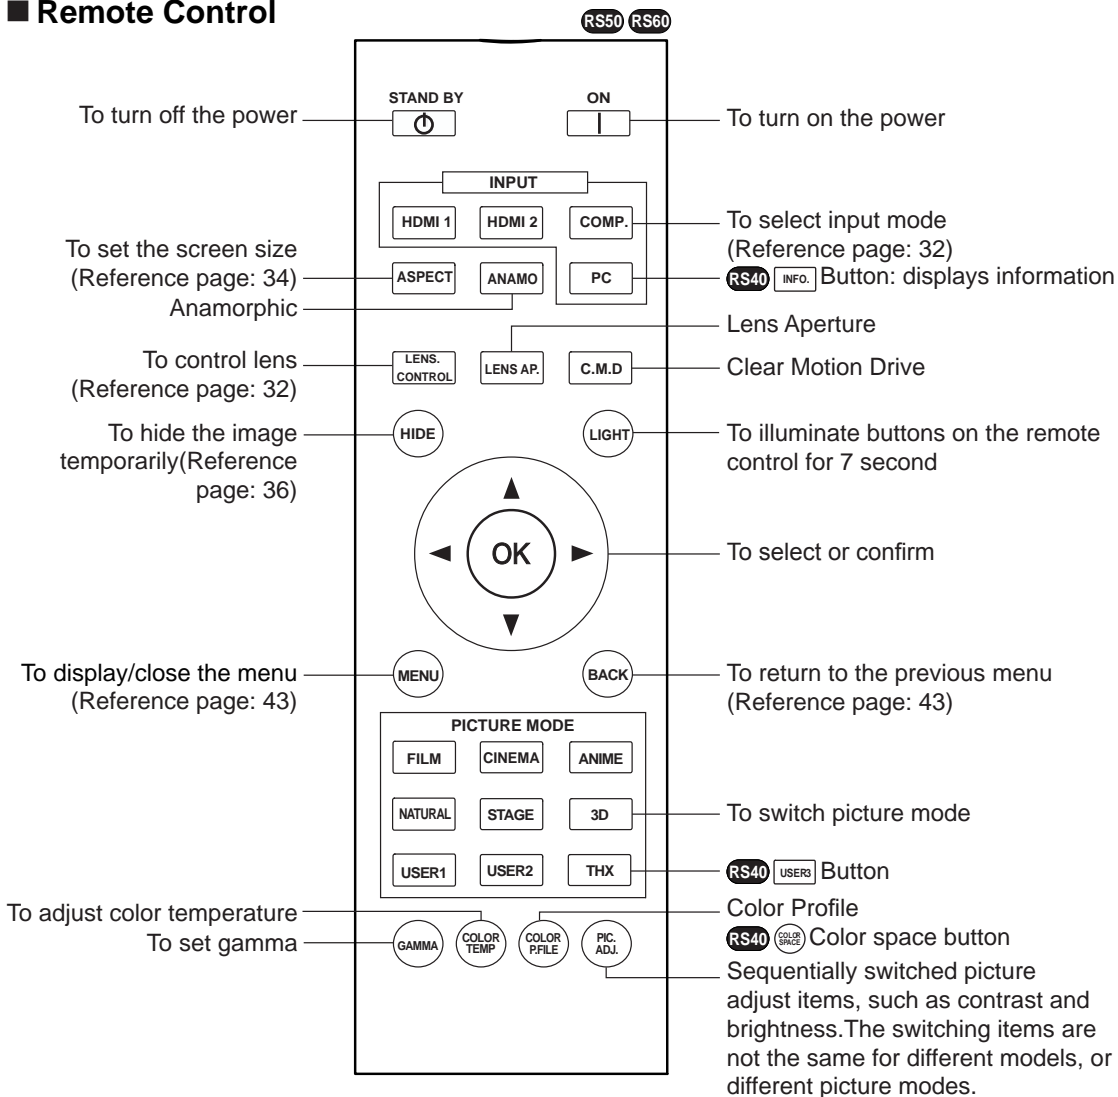 ■ Remote Control
RS50 RS60
STAND BY
ON
To turn off the power
To turn on the power
INPUT
HDMI 1
HDMI 2
COMP.
To select input mode
(Reference page: 32)
To set the screen size
(Reference page: 34)
ASPECT
ANAMO
PC
RS40 INFO. Button: displays information
Anamorphic
Lens Aperture
To control lens
(Reference page: 32)
LENS.
CONTROL
LENS AP.
C.M.D
Clear Motion Drive
To hide the image
temporarily(Reference
page: 36)
HIDE
LIGHT
To illuminate buttons on the remote
control for 7 second
OK
To select or confirm
To display/close the menu
(Reference page: 43)
MENU
BACK
To return to the previous menu
(Reference page: 43)
PICTURE MODE
FILM
CINEMA
ANIME
NATURAL
STAGE
3D
To switch picture mode
USER1
USER2
THX
RS40 USER3 Button
To adjust color temperature
To set gamma
GAMMA
COLOR
TEMP
COLOR
P.FILE
PIC.
ADJ.
Color Profile
RS40 COLOR
SPACE Color space button
Sequentially switched picture
adjust items, such as contrast and
brightness.The switching items are
not the same for different models, or
different picture modes.